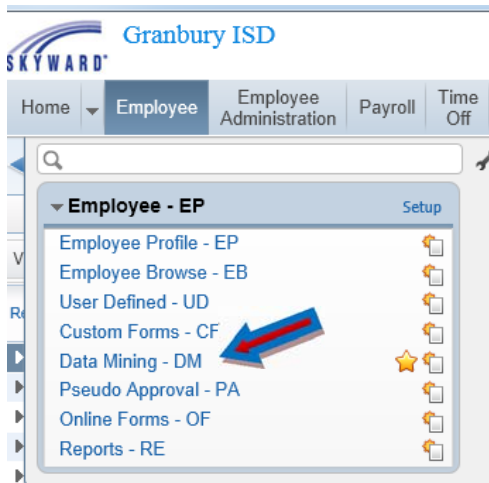 Granbury ISD
SKYWARD
Home Employee Employee Administration Payroll Time Off
Employee - EP Setup
Employee Profile - EP
Employee Browse - EB
User Defined - UD
Custom Forms - CF
Data Mining - DM
Pseudo Approval - PA
Online Forms - OF
Reports - RE
V
Re